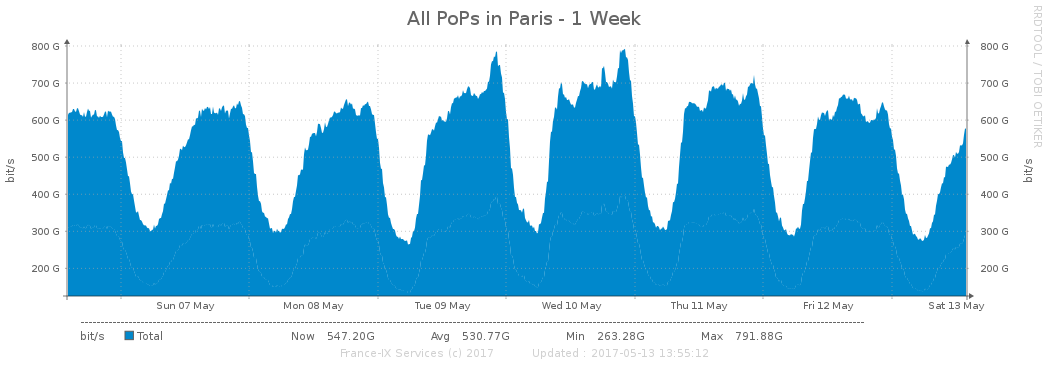 All PoPs in Paris - 1 Week
RRDTOOL / TOBI OETIKER
800 G 800 G
700 G 700 G
600 G 600 G
500 G 500 G
400 G 400 G
300 G 300 G
200 G 200 G
bit/s bit/s
Sun 07 May Mon 08 May Tue 09 May Wed 10 May Thu 11 May Fri 12 May Sat 13 May
bit/s Total Now 547.20G Avg 530.77G Min 263.28G Max 791.88G
France-IX Services (c) 2017 Updated : 2017-05-13 13:55:12